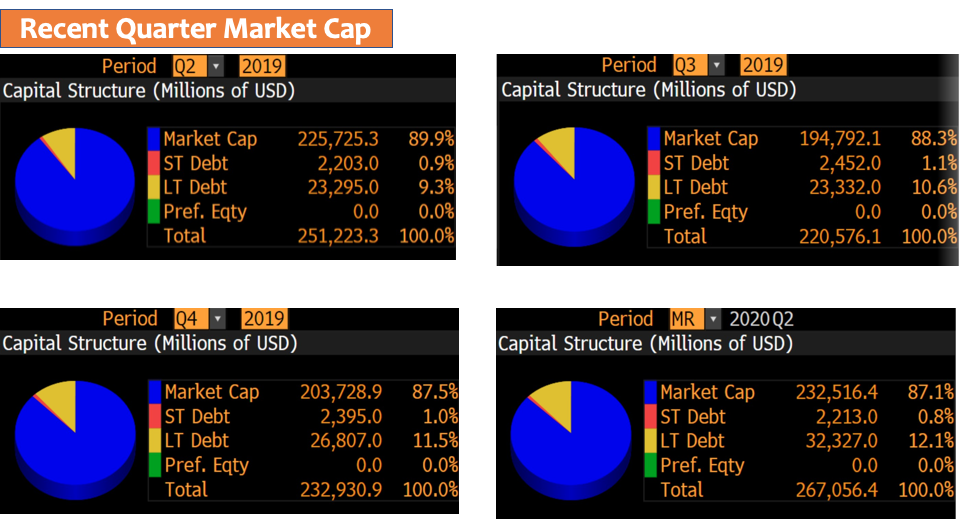 Recent Quarter Market Cap
Period Q2 2019
Capital Structure (Millions of USD)
Market Cap 225,725.3 89.9%
ST Debt 2,203.0 0.9%
LT Debt 23,295.0 9.3%
Pref. Eqty 0.0 0.0%
Total 251,223.3 100.0%
Period Q3 2019
Capital Structure (Millions of USD)
Market Cap 194,792.1 88.3%
ST Debt 2,452.0 1.1%
LT Debt 23,332.0 10.6%
Pref. Eqty 0.0 0.0%
Total 220,576.1 100.0%
Period Q4 2019
Capital Structure (Millions of USD)
Market Cap 203,728.9 87.5%
ST Debt 2,395.0 1.0%
LT Debt 26,807.0 11.5%
Pref. Eqty 0.0 0.0%
Total 232,930.9 100.0%
Period MR 2020Q2
Capital Structure (Millions of USD)
Market Cap 232,516.4 87.1%
ST Debt 2,213.0 0.8%
LT Debt 32,327.0 12.1%
Pref. Eqty 0.0 0.0%
Total 267,056.4 100.0%